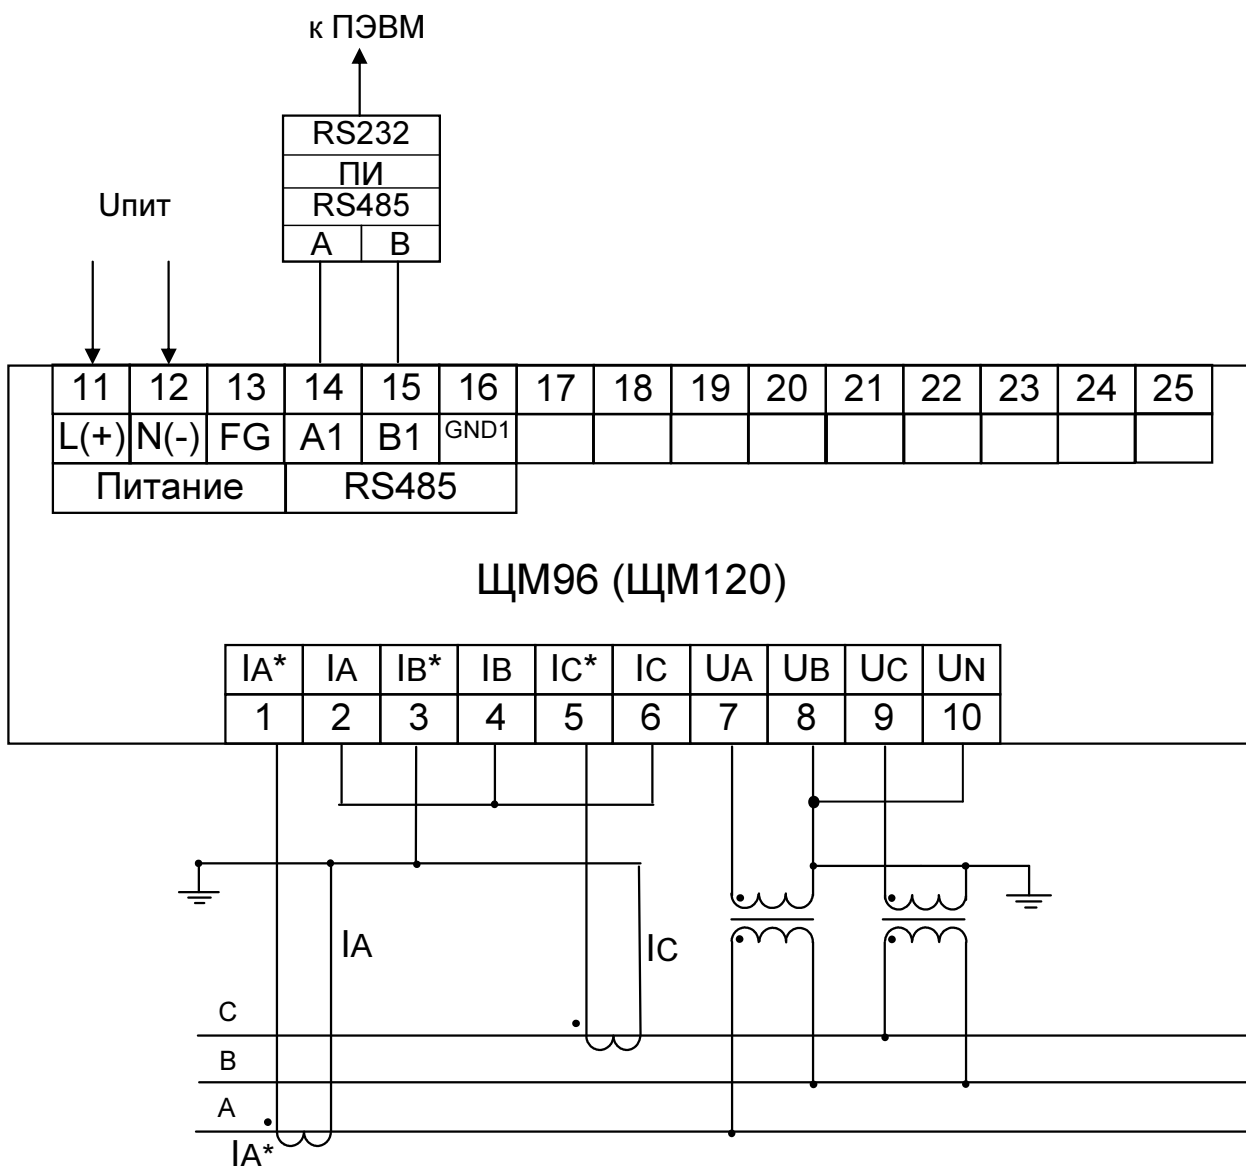 к ПЭВМ
RS232
ПИ
RS485
A B
Uпит
11 12 13 14 15 16 17 18 19 20 21 22 23 24 25
L(+) N(-) FG A1 B1 GND1
Питание RS485
ЩМ96 (ЩМ120)
IA* IA IB* IB IC* IC UA UB UC UN
1 2 3 4 5 6 7 8 9 10
IA IC
C
B
A
IA*